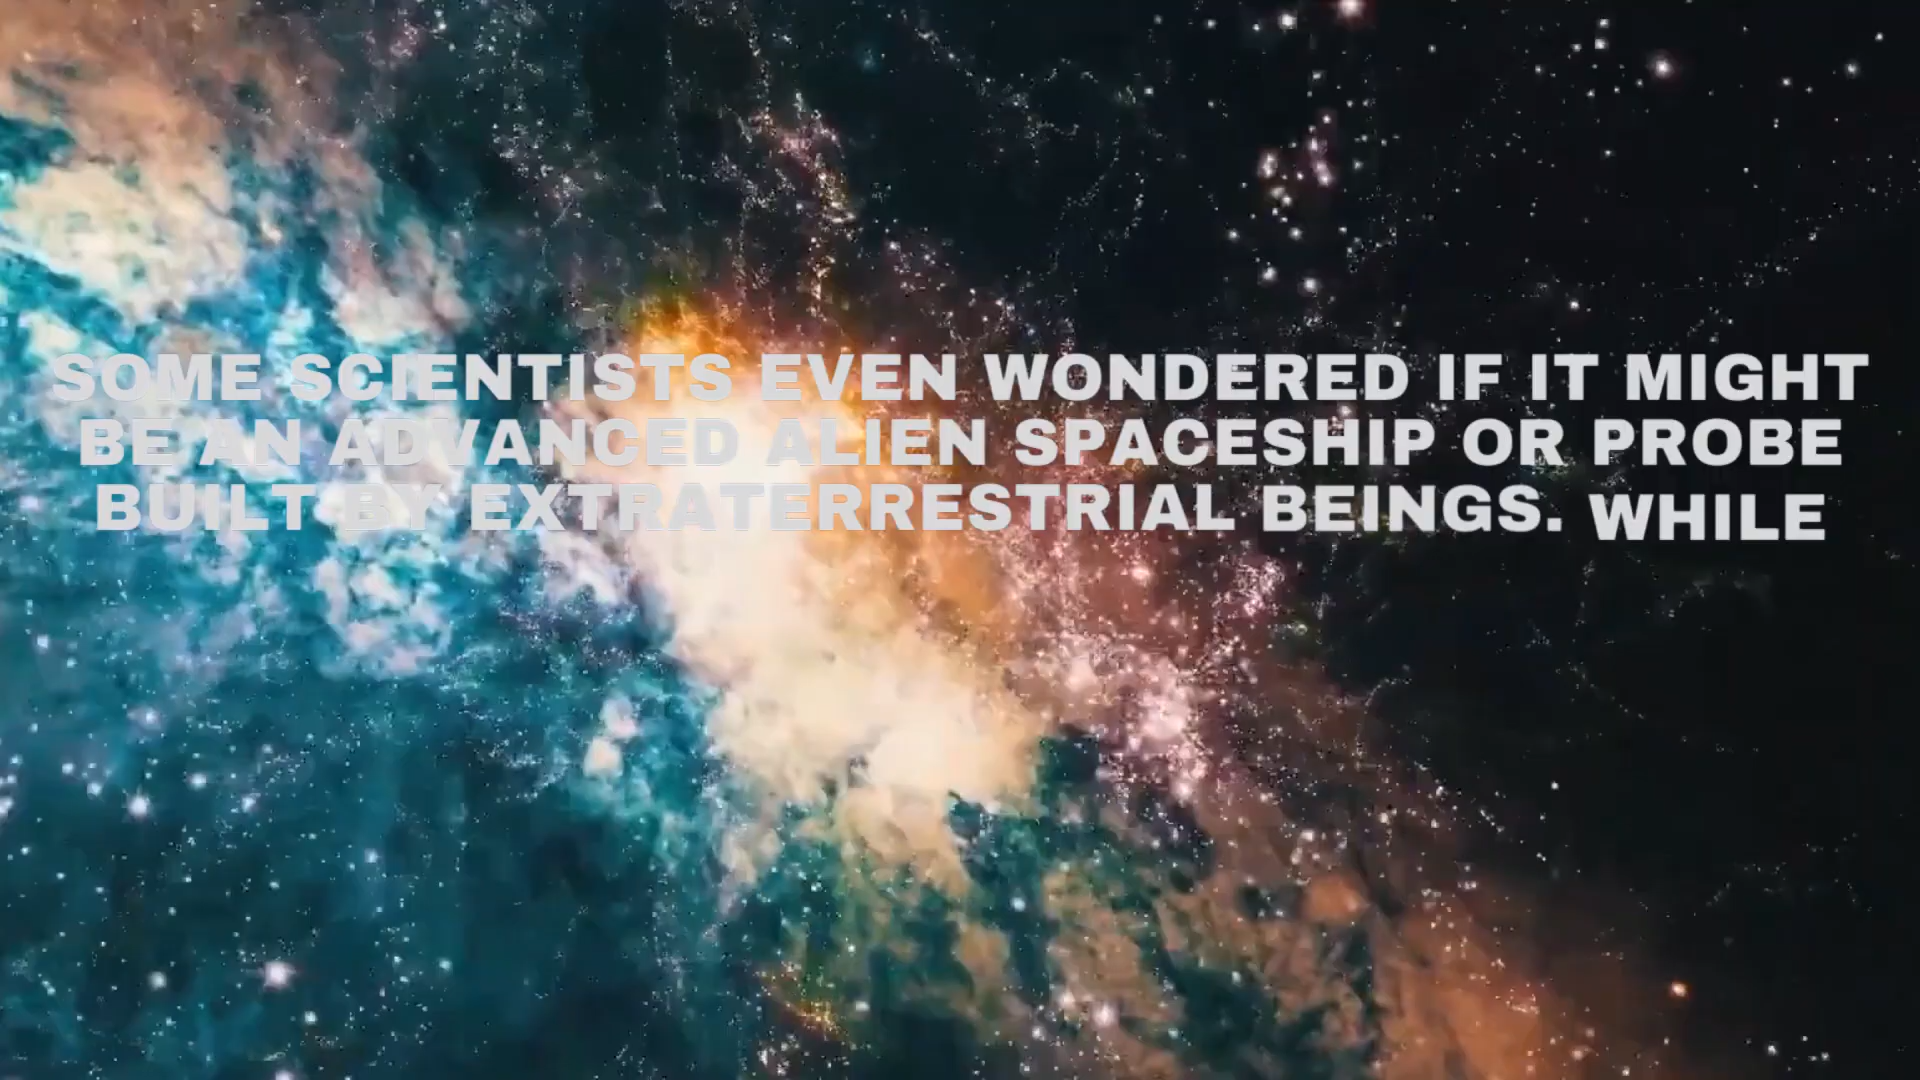 SOME SCIENTISTS EVEN WONDERED IF IT MIGHT
BE AN ADVANCED ALIEN SPACESHIP OR PROBE
BUILT BY EXTRATERRESTRIAL BEINGS. WHILE